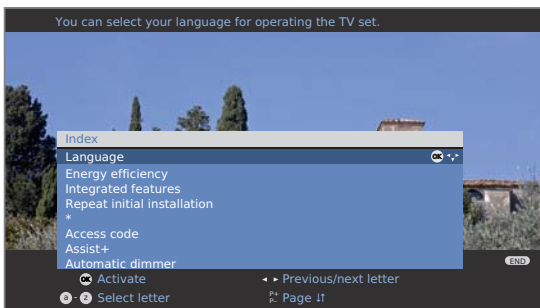 You can select your language for operating the TV set.
Index
Language OK
Energy efficiency
Integrated features
Repeat initial installation
*
Access code
Assist+
Automatic dimmer
END
OK Activate ◂ ▸ Previous/next letter
a - z Select letter P+ P- Page ↓↑